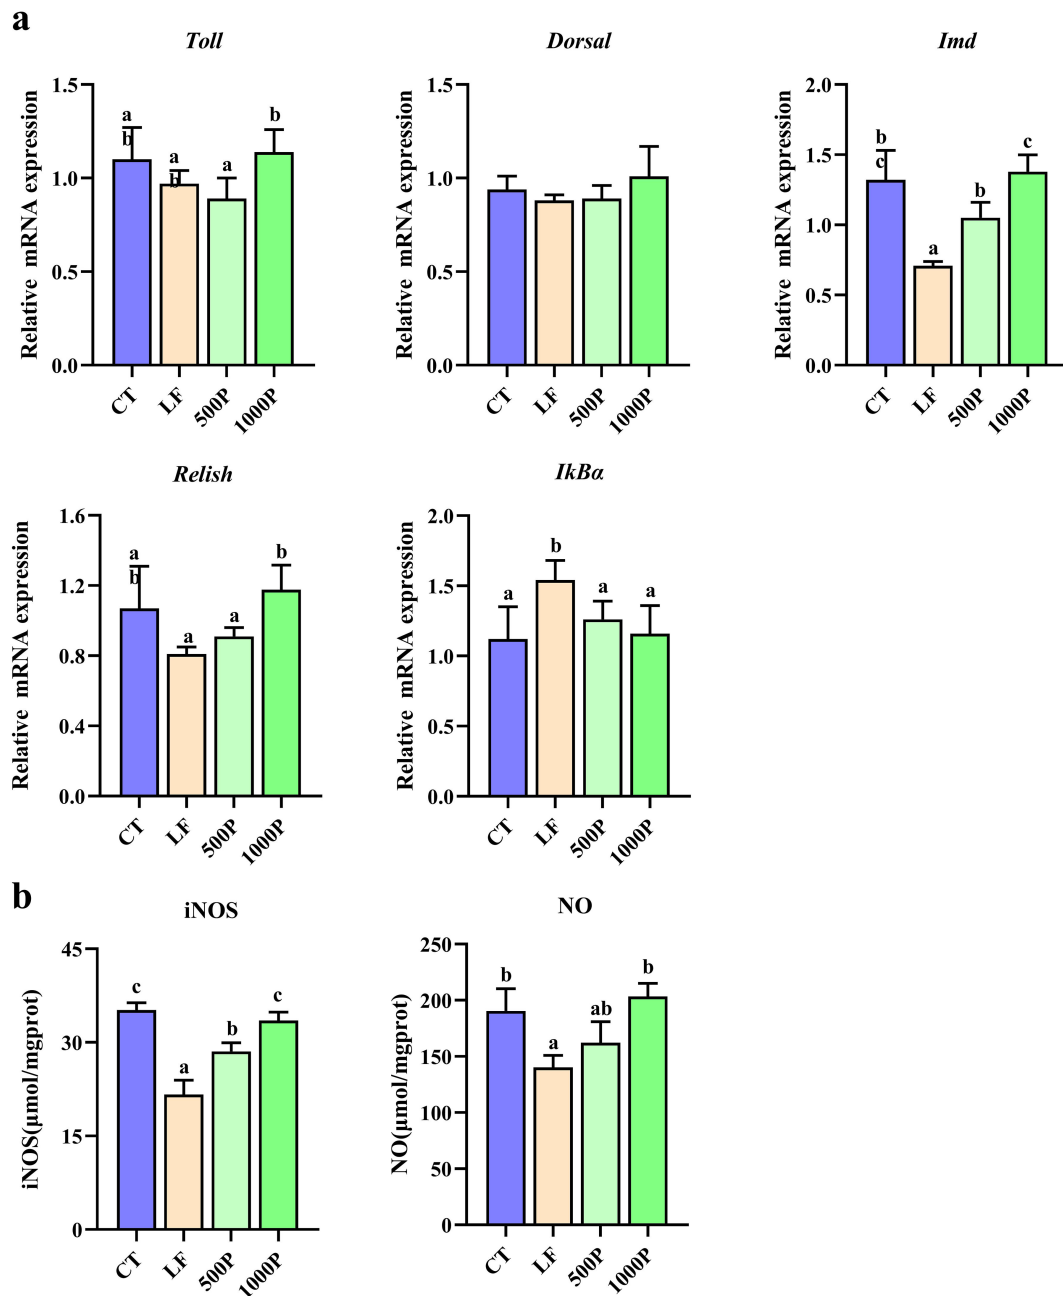 a
Toll
Relative mRNA expression
1.5
1.0
0.5
0.0
a
b
a
b
a
b
CT
LF
500P
1000P
Dorsal
Relative mRNA expression
1.5
1.0
0.5
0.0
CT
LF
500P
1000P
Imd
Relative mRNA expression
2.0
1.5
1.0
0.5
0.0
b
c
a
b
c
CT
LF
500P
1000P
Relish
Relative mRNA expression
1.6
1.2
0.8
0.4
0.0
a
b
a
a
b
CT
LF
500P
1000P
IkBα
Relative mRNA expression
2.0
1.5
1.0
0.5
0.0
a
b
a
a
CT
LF
500P
1000P
b
iNOS
iNOS(μmol/mgprot)
45
30
15
0
c
a
b
c
CT
LF
500P
1000P
NO
NO(μmol/mgprot)
250
200
150
100
50
0
b
a
ab
b
CT
LF
500P
1000P